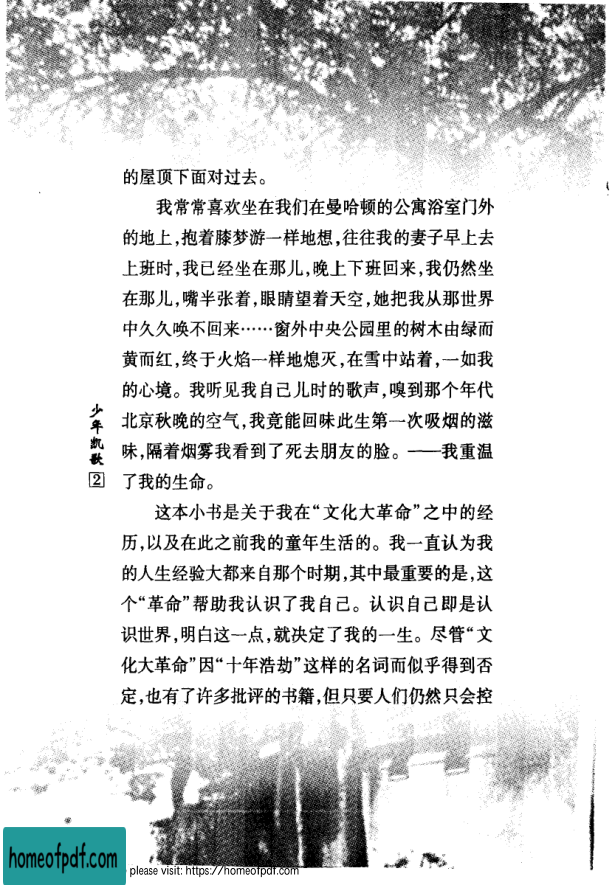 的屋顶下面对过去。
我常常喜欢坐在我们在曼哈顿的公寓浴室门外
的地上,抱着膝梦游一样地想,往往我的妻子早上去
上班时,我已经坐在那儿,晚上下班回来,我仍然坐
在那儿,嘴半张着,眼睛望着天空,她把我从那世界
中久久唤不回来……窗外中央公园里的树木由绿而
黄而红,终于火焰一样地熄灭,在雪中站着,一如我
的心境。我听见我自己儿时的歌声,嗅到那个年代
北京秋晚的空气,我竟能回味此生第一次吸烟的滋
味,隔着烟雾我看到了死去朋友的脸。——我重温
了我的生命。
这本小书是关于我在“文化大革命”之中的经
历,以及在此之前我的童年生活的。我一直认为我
的人生经验大都来自那个时期,其中最重要的是,这
个“革命”帮助我认识了我自己。认识自己即是认
识世界,明白这一点,就决定了我的一生。尽管“文
化大革命”因“十年浩劫”这样的名词而似乎得到否
定,也有了许多批评的书籍,但只要人们仍然只会控
少年凯歌
2
homeofpdf.com
please visit: https://homeofpdf.com